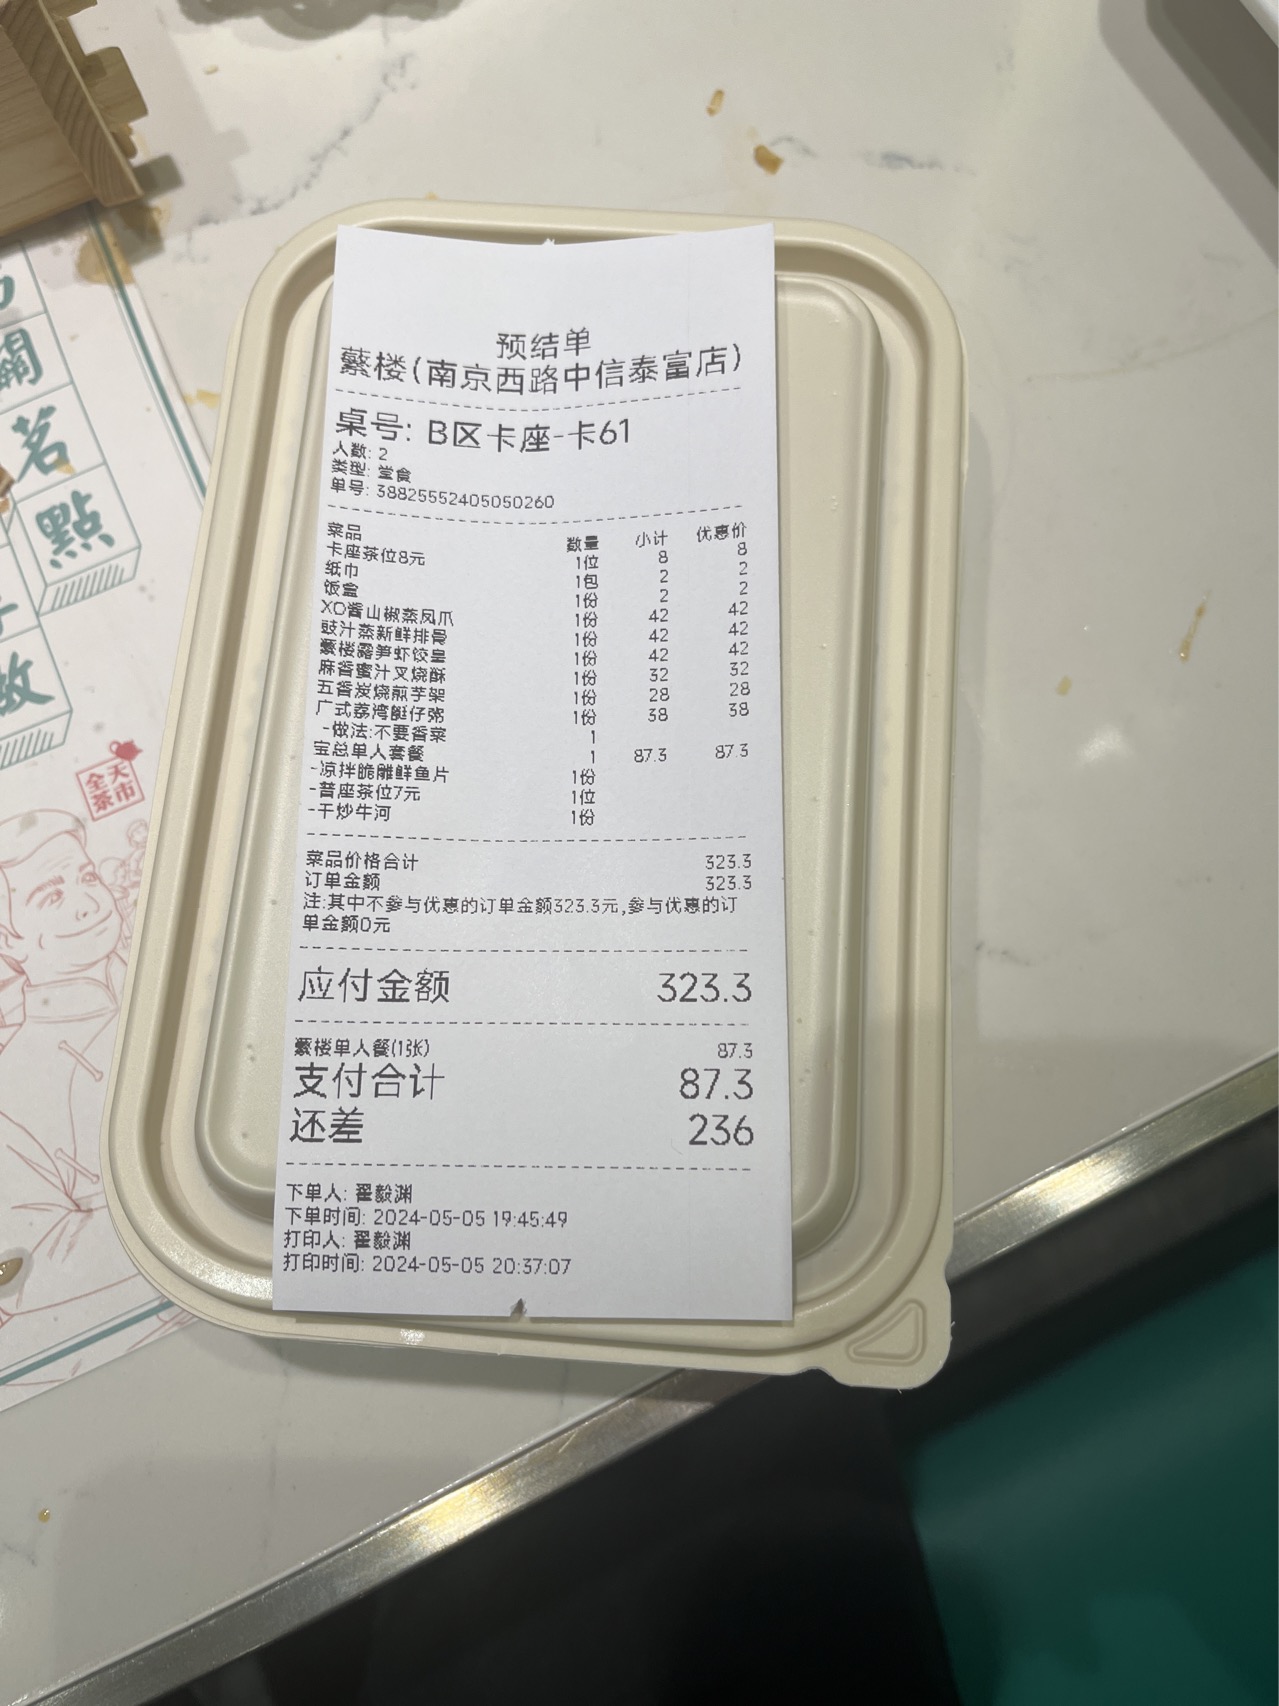 預结单
蘩楼(南京西路中信泰富店)
桌号: B区卡座-卡61
人数: 2
类型: 堂食
单号: 38825552405050260
菜品 数量 小计 优惠价
卡座茶位8元 1位 8 8
纸巾 1包 2 2
饭盒 1份 2 2
XO酱山椒蒸凤爪 1份 42 42
豉汁蒸新鲜排骨 1份 42 42
蘩楼露笋虾饺皇 1份 42 42
麻香蜜汁叉烧酥 1份 32 32
五香炭烧煎芋架 1份 28 28
广式荔湾艇仔粥 1份 38 38
-做法:不要香菜 1
宝总单人套餐 1 87.3 87.3
-凉拌脆雕鲜鱼片 1份
-普座茶位7元 1位
-干炒牛河 1份
菜品价格合计 323.3
订单金额 323.3
注:其中不参与优惠的订单金额323.3元,参与优惠的订
单金额0元
应付金额 323.3
蘩楼单人餐(1张) 87.3
支付合计 87.3
还差 236
下单人: 翟毅渊
下单时间: 2024-05-05 19:45:49
打印人: 翟毅渊
打印时间: 2024-05-05 20:37:07
茗
點
故
全天
茶市